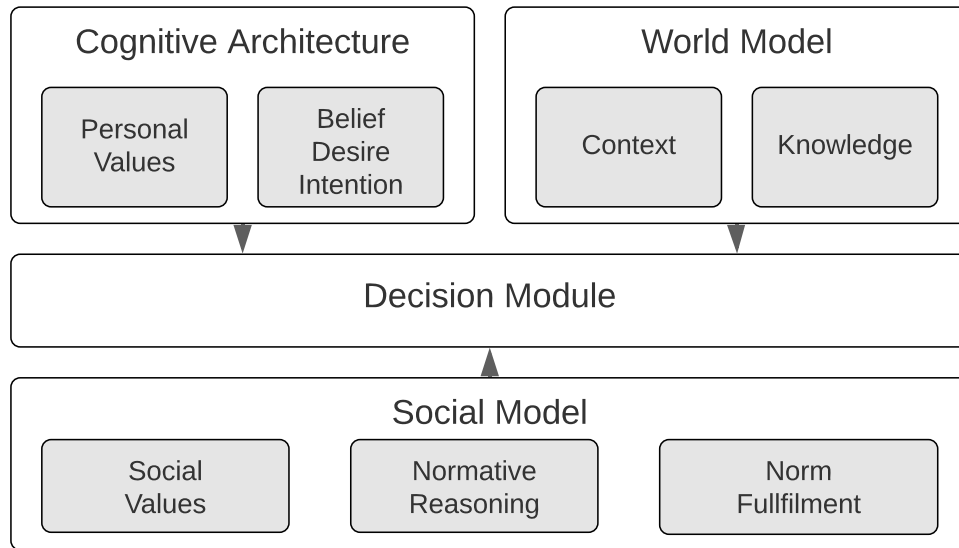 Cognitive Architecture
World Model
Personal
Values
Belief
Desire
Intention
Context
Knowledge
Decision Module
Social Model
Social
Values
Normative
Reasoning
Norm
Fullfilment